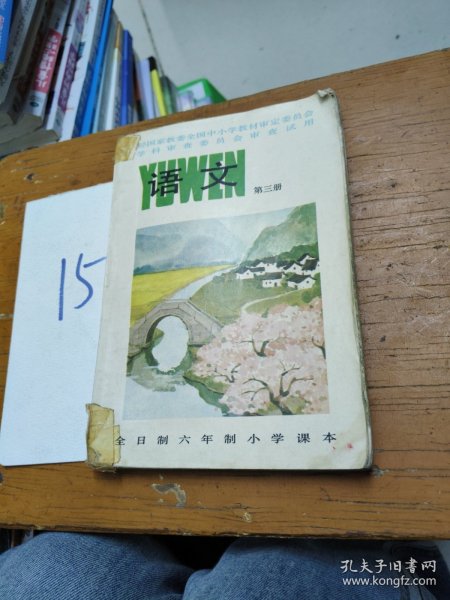 经国家教委全国中小学教材审定委员会
学科审查委员会审查试用
YUWEN
语文
第三册
15
全日制六年制小学课本
孔夫子旧书网
www.kongfz.com